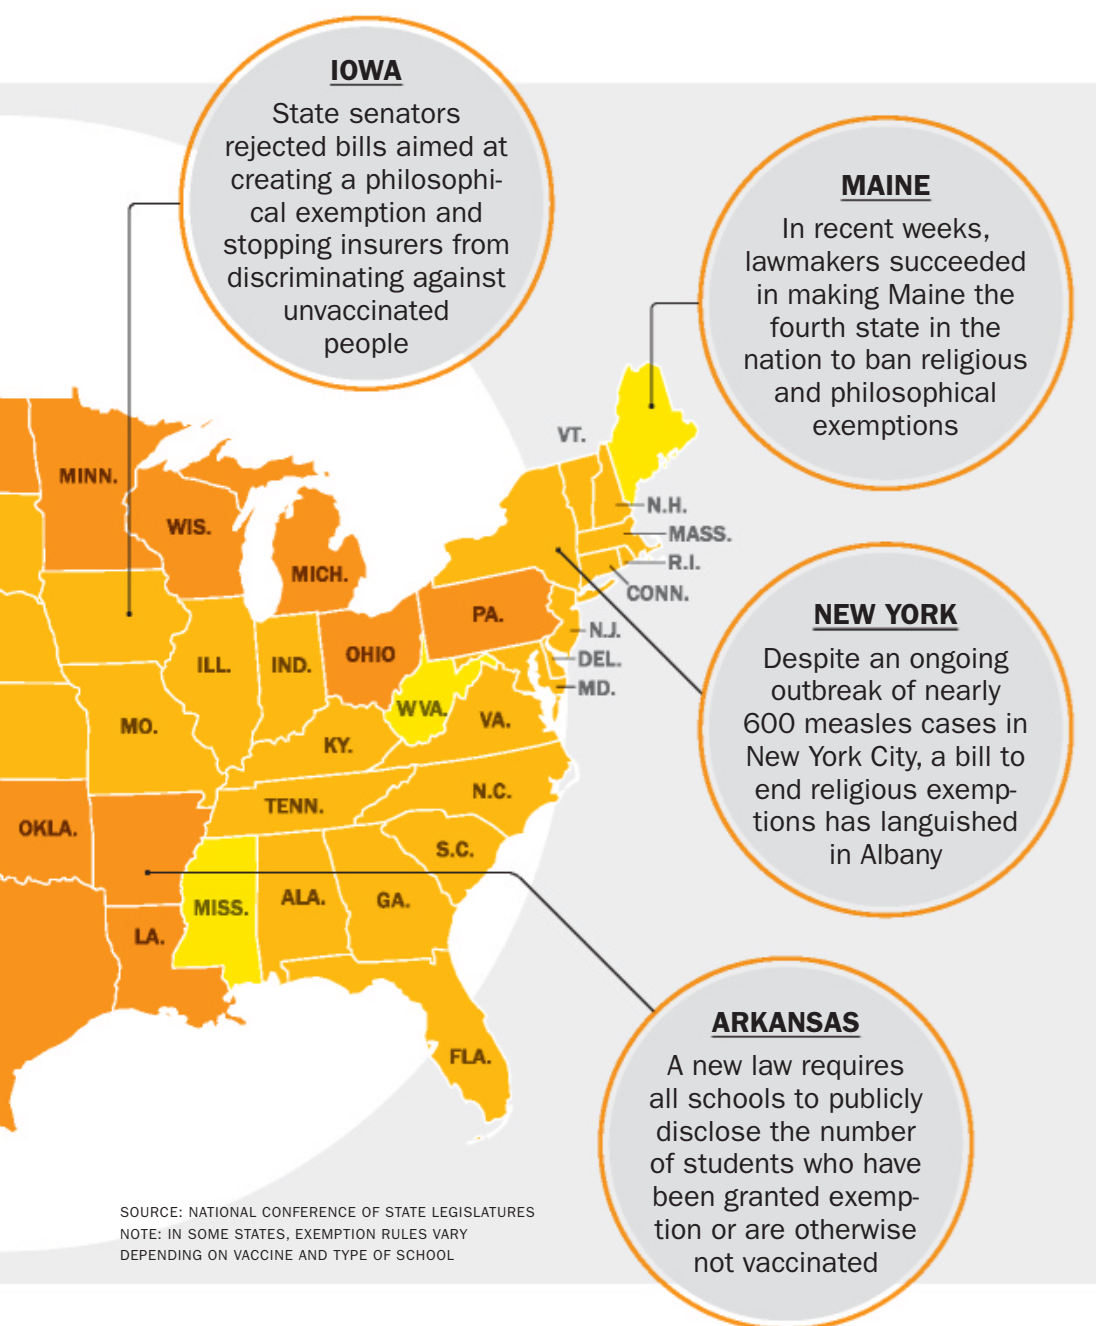 IOWA
State senators
rejected bills aimed at
creating a philosophi-
cal exemption and
stopping insurers from
discriminating against
unvaccinated
people
MAINE
In recent weeks,
lawmakers succeeded
in making Maine the
fourth state in the
nation to ban religious
and philosophical
exemptions
VT.
MINN.
N.H.
WIS.
MASS.
R.I.
MICH.
CONN.
PA.
N.J.
OHIO
ILL.
IND.
DEL.
MD.
W VA.
VA.
MO.
KY.
N.C.
TENN.
OKLA.
S.C.
ALA.
GA.
MISS.
LA.
FLA.
NEW YORK
Despite an ongoing
outbreak of nearly
600 measles cases in
New York City, a bill to
end religious exemp-
tions has languished
in Albany
ARKANSAS
A new law requires
all schools to publicly
disclose the number
of students who have
been granted exemp-
tion or are otherwise
not vaccinated
SOURCE: NATIONAL CONFERENCE OF STATE LEGISLATURES
NOTE: IN SOME STATES, EXEMPTION RULES VARY
DEPENDING ON VACCINE AND TYPE OF SCHOOL